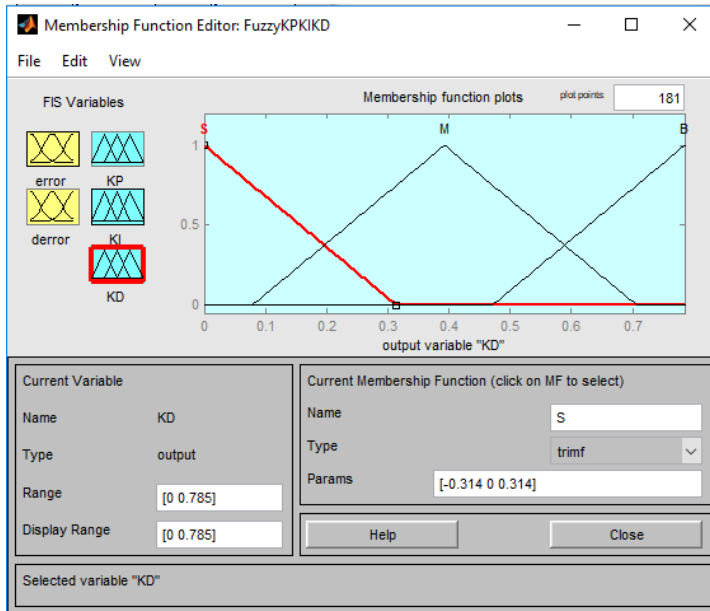 Membership Function Editor: FuzzyKPKIKD
File Edit View
FIS Variables
Membership function plots
plot points:
181
S
M
B
error
KP
derror
KI
KD
1
0.5
0
0 0.1 0.2 0.3 0.4 0.5 0.6 0.7
output variable "KD"
Current Variable
Name KD
Type output
Range [0 0.785]
Display Range [0 0.785]
Current Membership Function (click on MF to select)
Name S
Type trimf
Params [-0.314 0 0.314]
Help Close
Selected variable "KD"